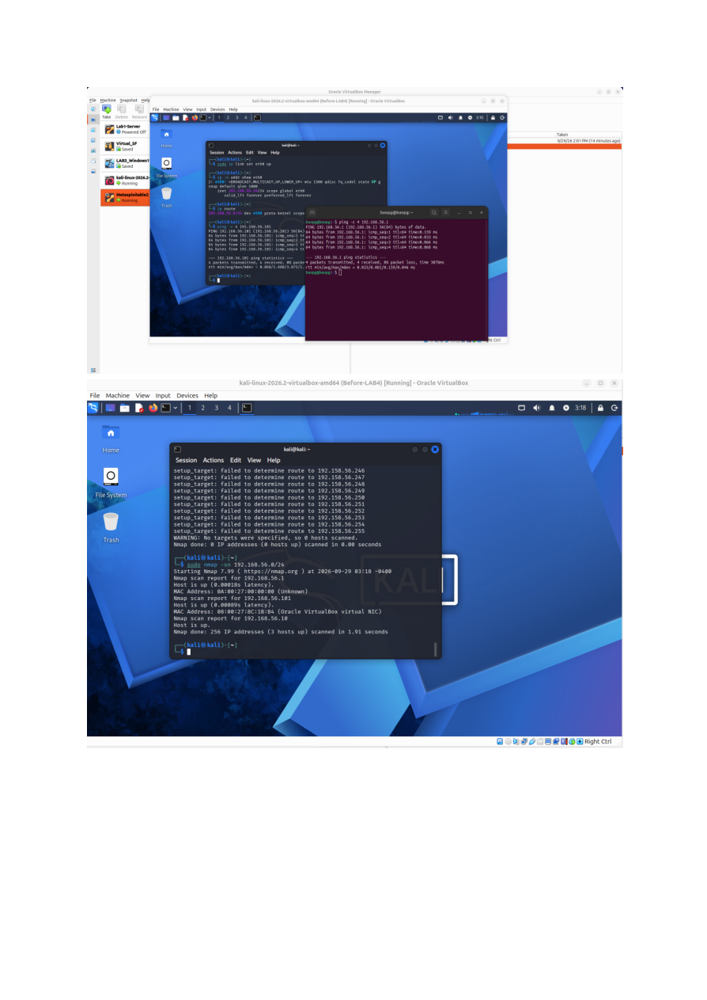 Oracle VirtualBox Manager
File Machine Snapshot Help
kali-linux-2026.2-virtualbox-amd64 (Before-LAB4) [Running] - Oracle VirtualBox
File Machine View Input Devices Help
Take Delete Restore
1 2 3 4
3:16
Taken
9/29/26 2:01 PM (14 minutes ago)
Lab1-Server
Powered Off
Virtual_SF
Saved
LAB3_Windows1
Saved
kali-linux-2026.2-
Running
Metasploitable2
Running
Home
File System
Trash
kali@kali: ~
Session Actions Edit View Help
┌──(kali㉿kali)-[~]
└─$ sudo ip link set eth0 up
┌──(kali㉿kali)-[~]
└─$ ip -4 addr show eth0
2: eth0: <BROADCAST,MULTICAST,UP,LOWER_UP> mtu 1500 qdisc fq_codel state UP g
roup default qlen 1000
inet 192.168.56.10/24 scope global eth0
valid_lft forever preferred_lft forever
┌──(kali㉿kali)-[~]
└─$ ip route
192.168.56.0/24 dev eth0 proto kernel scope
┌──(kali㉿kali)-[~]
└─$ ping -c 4 192.168.56.101
PING 192.168.56.101 (192.168.56.101) 56(84)
64 bytes from 192.168.56.101: icmp_seq=1 tt
64 bytes from 192.168.56.101: icmp_seq=2 tt
64 bytes from 192.168.56.101: icmp_seq=3 tt
64 bytes from 192.168.56.101: icmp_seq=4 tt
--- 192.168.56.101 ping statistics ---
4 packets transmitted, 4 received, 0% packe
rtt min/avg/max/mdev =
┌──(kali㉿kali)-[~]
└─$
baopg@baopg: ~
baopg@baopg:~$ ping -c 4 192.168.56.1
PING 192.168.56.1 (192.168.56.1) 56(84) bytes of data.
64 bytes from 192.168.56.1: icmp_seq=1 ttl=64 time=0.159 ms
64 bytes from 192.168.56.1: icmp_seq=2 ttl=64 time=0.033 ms
64 bytes from 192.168.56.1: icmp_seq=3 ttl=64 time=0.066 ms
64 bytes from 192.168.56.1: icmp_seq=4 ttl=64 time=0.068 ms
--- 192.168.56.1 ping statistics ---
4 packets transmitted, 4 received, 0% packet loss, time 3078ms
rtt min/avg/max/mdev = 0.033/0.081/0.159/0.046 ms
baopg@baopg:~$
ht Ctrl
kali-linux-2026.2-virtualbox-amd64 (Before-LAB4) [Running] - Oracle VirtualBox
File Machine View Input Devices Help
1 2 3 4
3:18
Home
File System
Trash
KALI
kali@kali: ~
Session Actions Edit View Help
setup_target: failed to determine route to 192.158.56.246
setup_target: failed to determine route to 192.158.56.247
setup_target: failed to determine route to 192.158.56.248
setup_target: failed to determine route to 192.158.56.249
setup_target: failed to determine route to 192.158.56.250
setup_target: failed to determine route to 192.158.56.251
setup_target: failed to determine route to 192.158.56.252
setup_target: failed to determine route to 192.158.56.253
setup_target: failed to determine route to 192.158.56.254
setup_target: failed to determine route to 192.158.56.255
WARNING: No targets were specified, so 0 hosts scanned.
Nmap done: 0 IP addresses (0 hosts up) scanned in 0.00 seconds
┌──(kali㉿kali)-[~]
└─$ sudo nmap -sn 192.168.56.0/24
Starting Nmap 7.99 ( https://nmap.org ) at 2026-09-29 03:18 -0400
Nmap scan report for 192.168.56.1
Host is up (0.00018s latency).
MAC Address: 0A:00:27:00:00:00 (Unknown)
Nmap scan report for 192.168.56.101
Host is up (0.00089s latency).
MAC Address: 08:00:27:8C:1B:B4 (Oracle VirtualBox virtual NIC)
Nmap scan report for 192.168.56.10
Host is up.
Nmap done: 256 IP addresses (3 hosts up) scanned in 1.91 seconds
┌──(kali㉿kali)-[~]
└─$
Right Ctrl